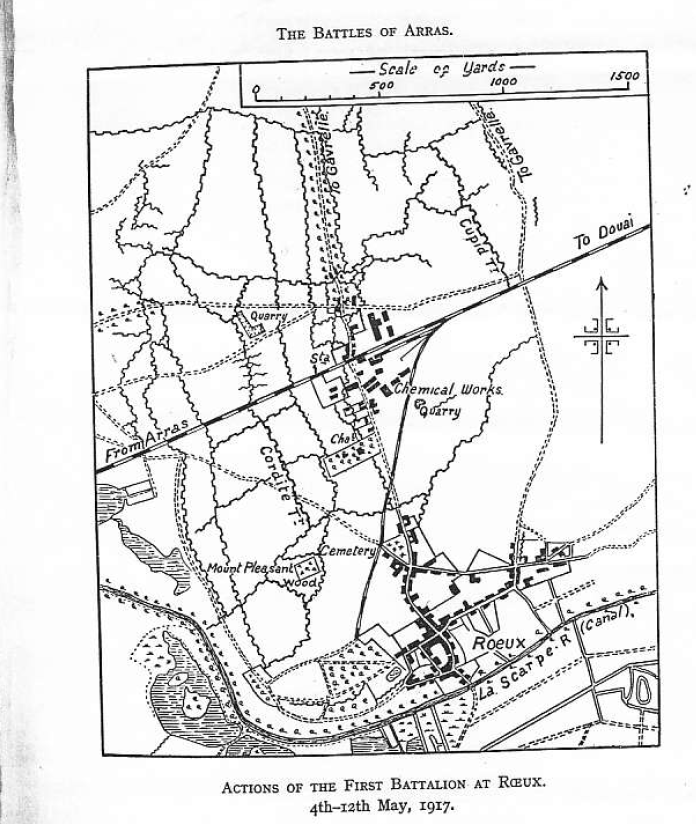 THE BATTLES OF ARRAS.
Scale of Yards
0 500 1000 1500
To Gavrelle.
To Gavrelle.
Cupid Tr.
To Douai
Quarry
Sta.
Chemical Works.
Quarry
From Arras
Chat.
Cordite Tr.
Cemetery
Mount Pleasant
Wood
Roeux
La Scarpe R. (Canal).
ACTIONS OF THE FIRST BATTALION AT RŒUX.
4th–12th May, 1917.